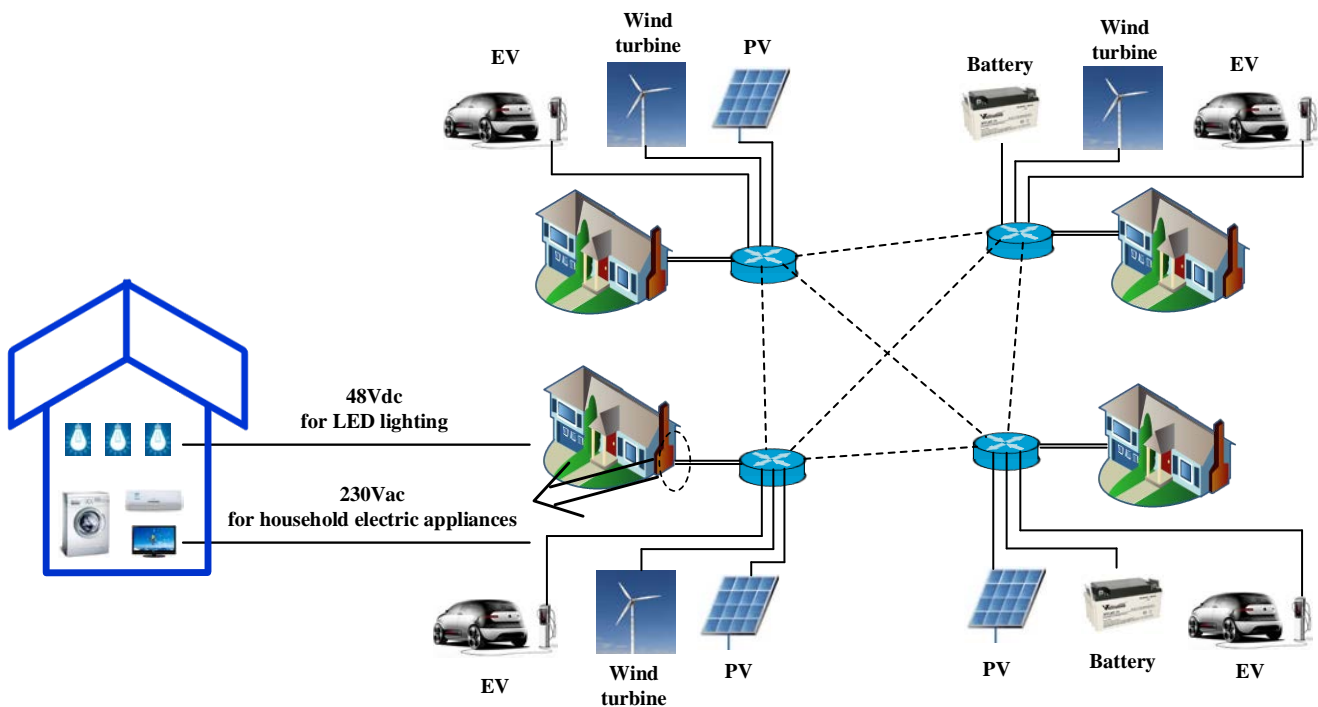 EV
Wind
turbine
PV
Battery
Wind
turbine
EV
48Vdc
for LED lighting
230Vac
for household electric appliances
EV
Wind
turbine
PV
PV
Battery
EV